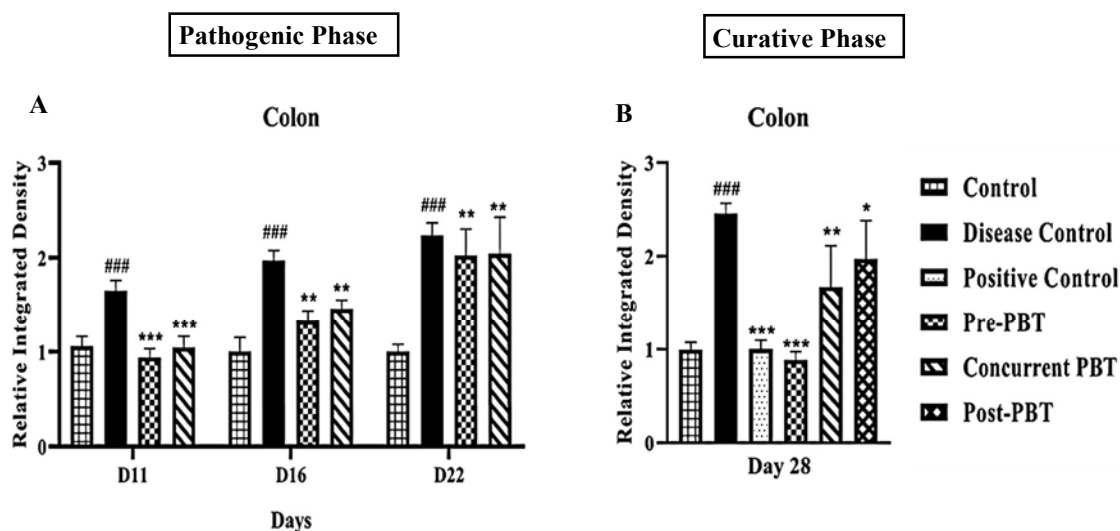 Pathogenic Phase
Curative Phase
A
Colon
Relative Integrated Density
3
2
1
0
###
***
***
###
**
**
###
**
**
D11
D16
D22
Days
B
Colon
Relative Integrated Density
3
2
1
0
###
***
***
**
*
Day 28
Control
Disease Control
Positive Control
Pre-PBT
Concurrent PBT
Post-PBT